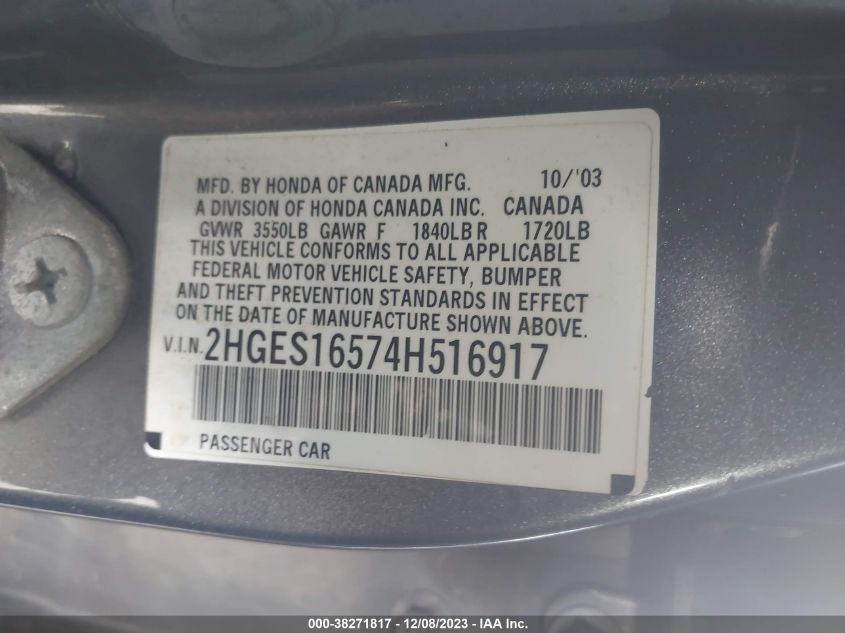 MFD. BY HONDA OF CANADA MFG. 10/'03
A DIVISION OF HONDA CANADA INC. CANADA
GVWR 3550LB GAWR F 1840LB R 1720LB
THIS VEHICLE CONFORMS TO ALL APPLICABLE
FEDERAL MOTOR VEHICLE SAFETY, BUMPER
AND THEFT PREVENTION STANDARDS IN EFFECT
ON THE DATE OF MANUFACTURE SHOWN ABOVE.
V.I.N. 2HGES16574H516917
PASSENGER CAR
000-38271817 - 12/08/2023 - IAA Inc.